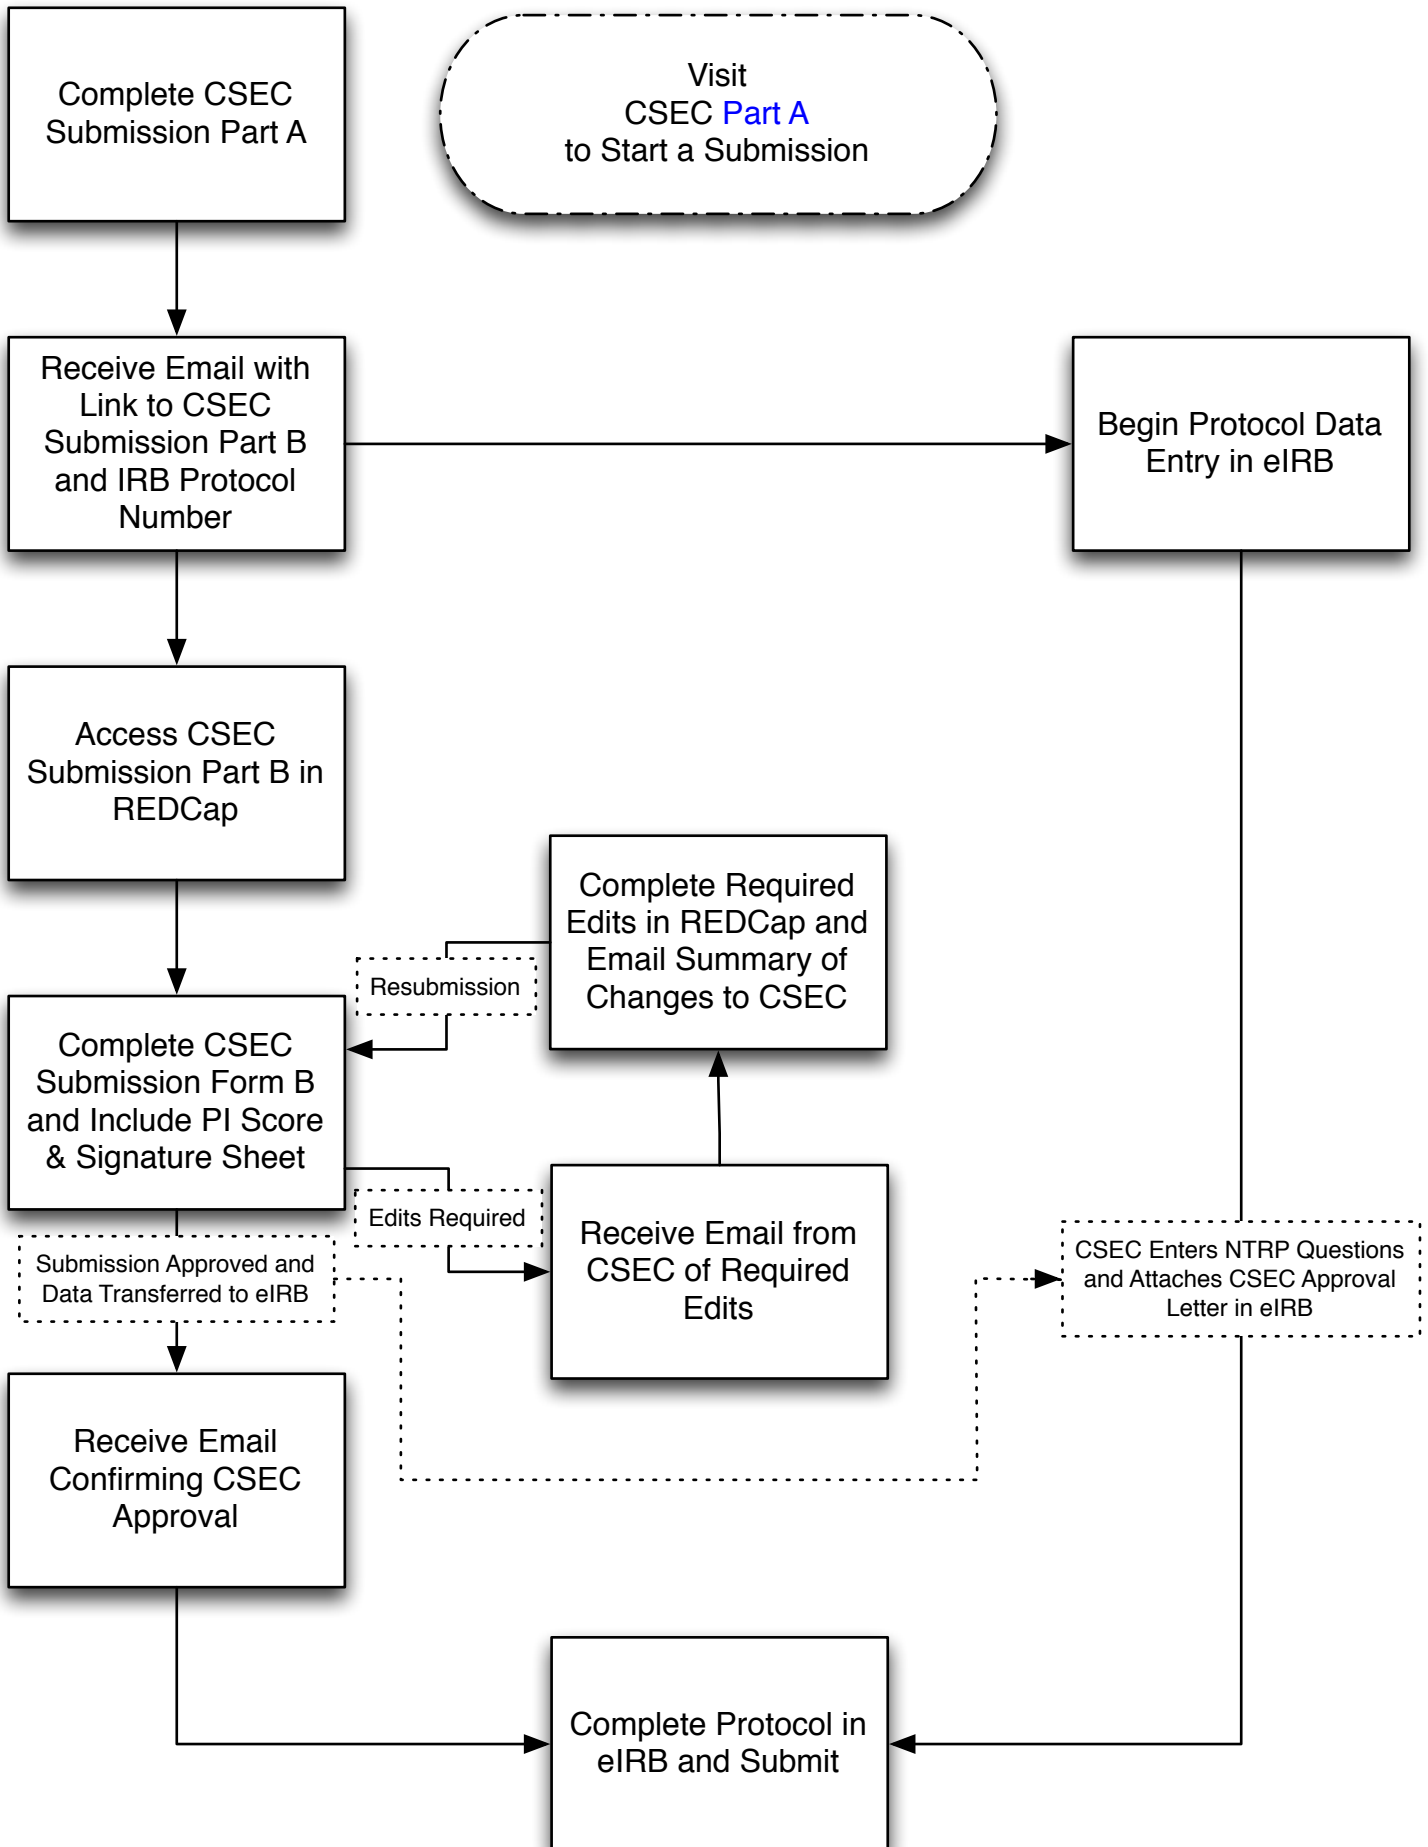 Complete CSEC
Submission Part A
Visit
CSEC Part A
to Start a Submission
Receive Email with
Link to CSEC
Submission Part B
and IRB Protocol
Number
Begin Protocol Data
Entry in eIRB
Access CSEC
Submission Part B in
REDCap
Complete Required
Edits in REDCap and
Email Summary of
Changes to CSEC
Resubmission
Complete CSEC
Submission Form B
and Include PI Score
& Signature Sheet
Edits Required
Receive Email from
CSEC of Required
Edits
Submission Approved and
Data Transferred to eIRB
CSEC Enters NTRP Questions
and Attaches CSEC Approval
Letter in eIRB
Receive Email
Confirming CSEC
Approval
Complete Protocol in
eIRB and Submit